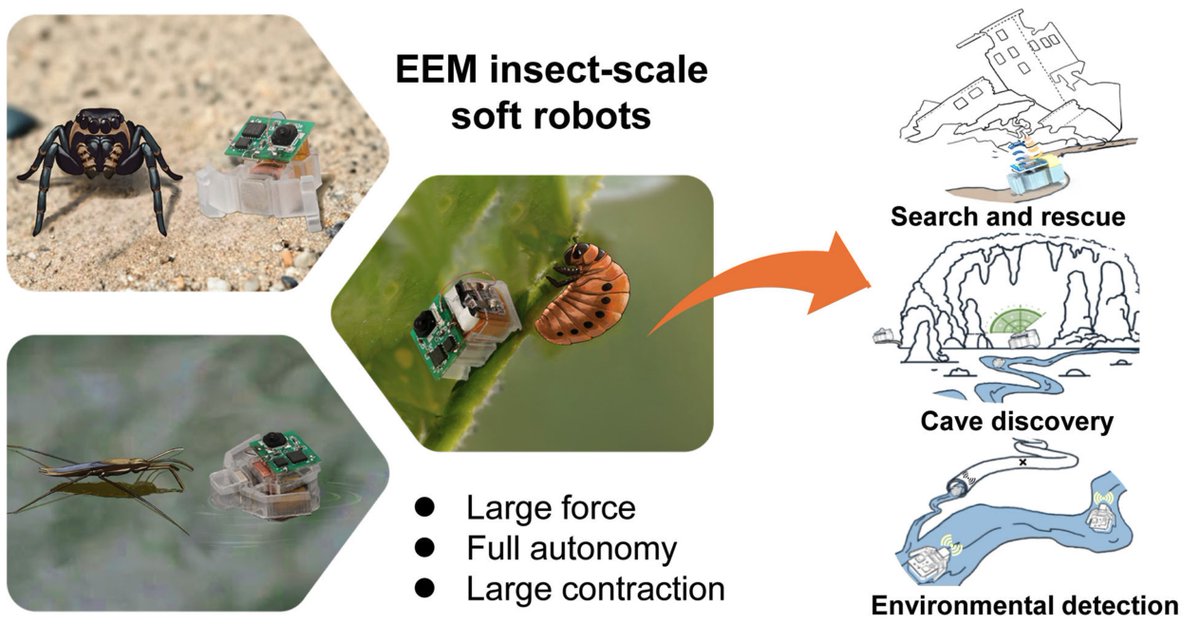 EEM insect-scale
soft robots
Large force
Full autonomy
Large contraction
Search and rescue
Cave discovery
Environmental detection